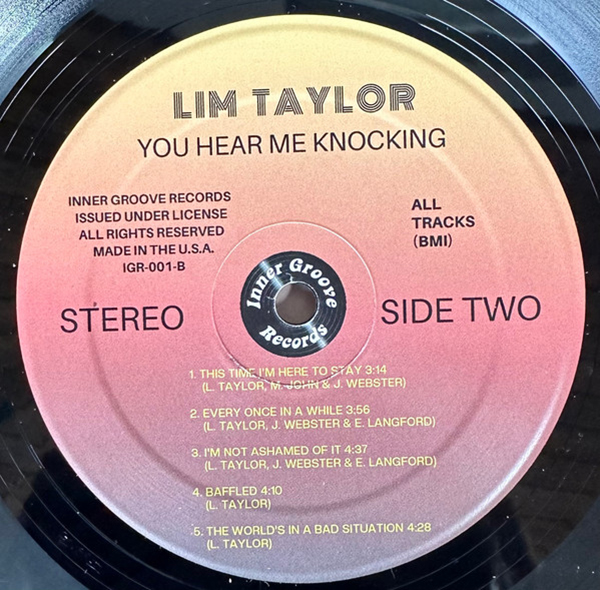 LIM TAYLOR
YOU HEAR ME KNOCKING
INNER GROOVE RECORDS
ISSUED UNDER LICENSE
ALL RIGHTS RESERVED
MADE IN THE U.S.A.
IGR-001-B
ALL
TRACKS
(BMI)
Inner Groove
Records
STEREO
SIDE TWO
1. THIS TIME I'M HERE TO STAY 3:14
(L. TAYLOR, M. JOHN & J. WEBSTER)
2. EVERY ONCE IN A WHILE 3:56
(L. TAYLOR, J. WEBSTER & E. LANGFORD)
3. I'M NOT ASHAMED OF IT 4:37
(L. TAYLOR, J. WEBSTER & E. LANGFORD)
4. BAFFLED 4:10
(L. TAYLOR)
5. THE WORLD'S IN A BAD SITUATION 4:28
(L. TAYLOR)